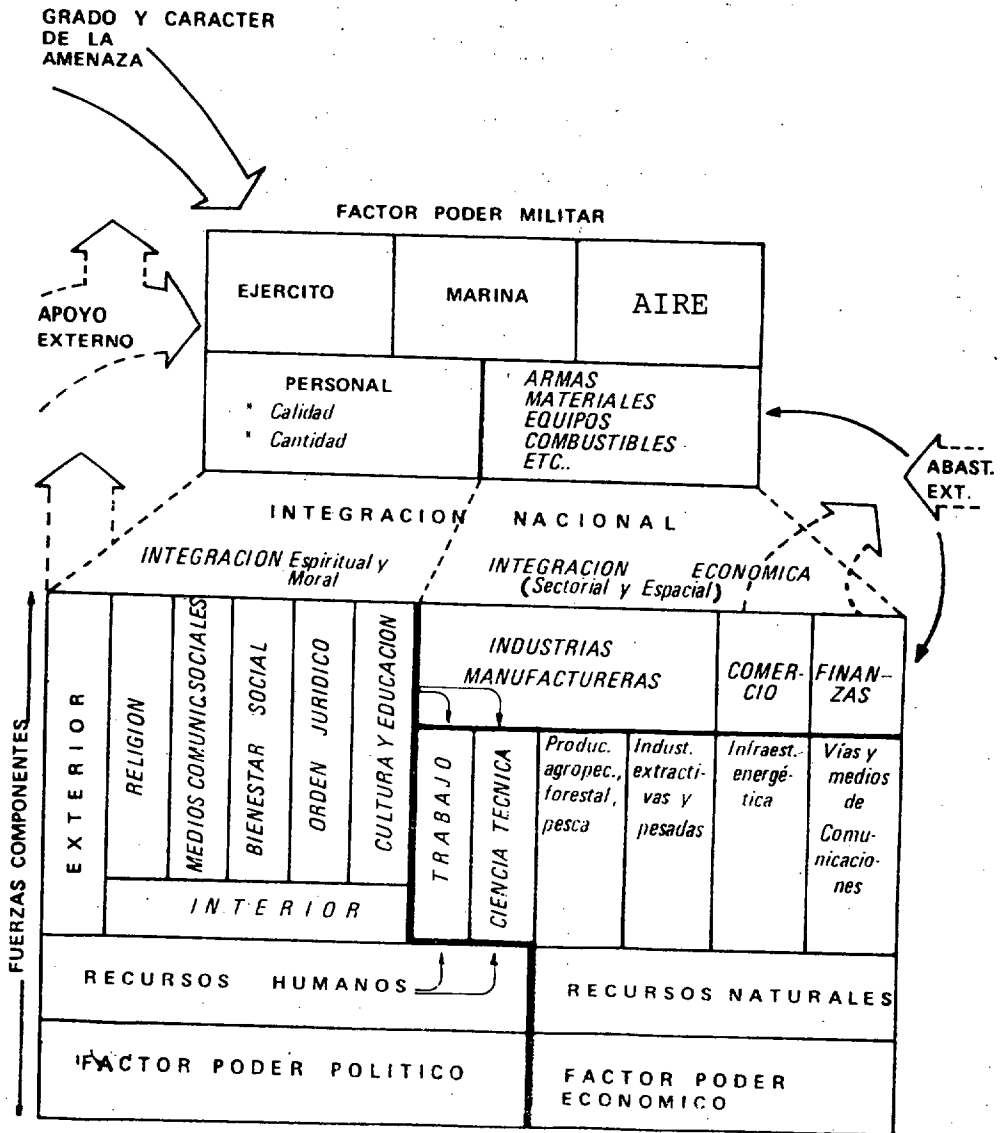 GRADO Y CARACTER
DE LA
AMENAZA
FACTOR PODER MILITAR
EJERCITO
MARINA
AIRE
APOYO
EXTERNO
PERSONAL
* Calidad
* Cantidad
ARMAS
MATERIALES
EQUIPOS
COMBUSTIBLES
ETC..
ABAST.
EXT.
INTEGRACION NACIONAL
INTEGRACION Espiritual y
Moral
INTEGRACION ECONOMICA
(Sectorial y Espacial)
FUERZAS COMPONENTES
EXTERIOR
RELIGION
MEDIOS COMUNIC.SOCIALES
BIENESTAR SOCIAL
ORDEN JURIDICO
CULTURA Y EDUCACION
INTERIOR
INDUSTRIAS
MANUFACTURERAS
COMER-
CIO
FINAN-
ZAS
TRABAJO
CIENCIA TECNICA
Produc.
agropec.,
forestal,
pesca
Indust.
extracti-
vas y
pesadas
Infraest.
energé-
tica
Vías y
medios
de
Comu-
nicacio-
nes
RECURSOS HUMANOS
RECURSOS NATURALES
FACTOR PODER POLITICO
FACTOR PODER
ECONOMICO